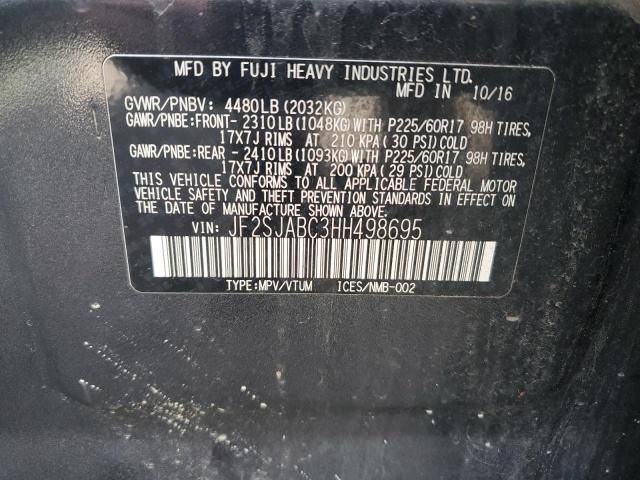 MFD BY FUJI HEAVY INDUSTRIES LTD.
MFD IN 10/16
GVWR/PNBV: 4480LB(2032KG)
GAWR/PNBE:FRONT- 2310LB(1048KG)WITH P225/60R17 98H TIRES,
17X7J RIMS AT 210 KPA( 30 PSI)COLD
GAWR/PNBE:REAR - 2410LB(1093KG)WITH P225/60R17 98H TIRES,
17X7J RIMS AT 200 KPA( 29 PSI)COLD
THIS VEHICLE CONFORMS TO ALL APPLICABLE FEDERAL MOTOR
VEHICLE SAFETY AND THEFT PREVENTION STANDARDS IN EFFECT
ON THE DATE OF MANUFACTURE SHOWN ABOVE.
VIN: JF2SJABC3HH498695
TYPE:MPV/VTUM ICES/NMB-002